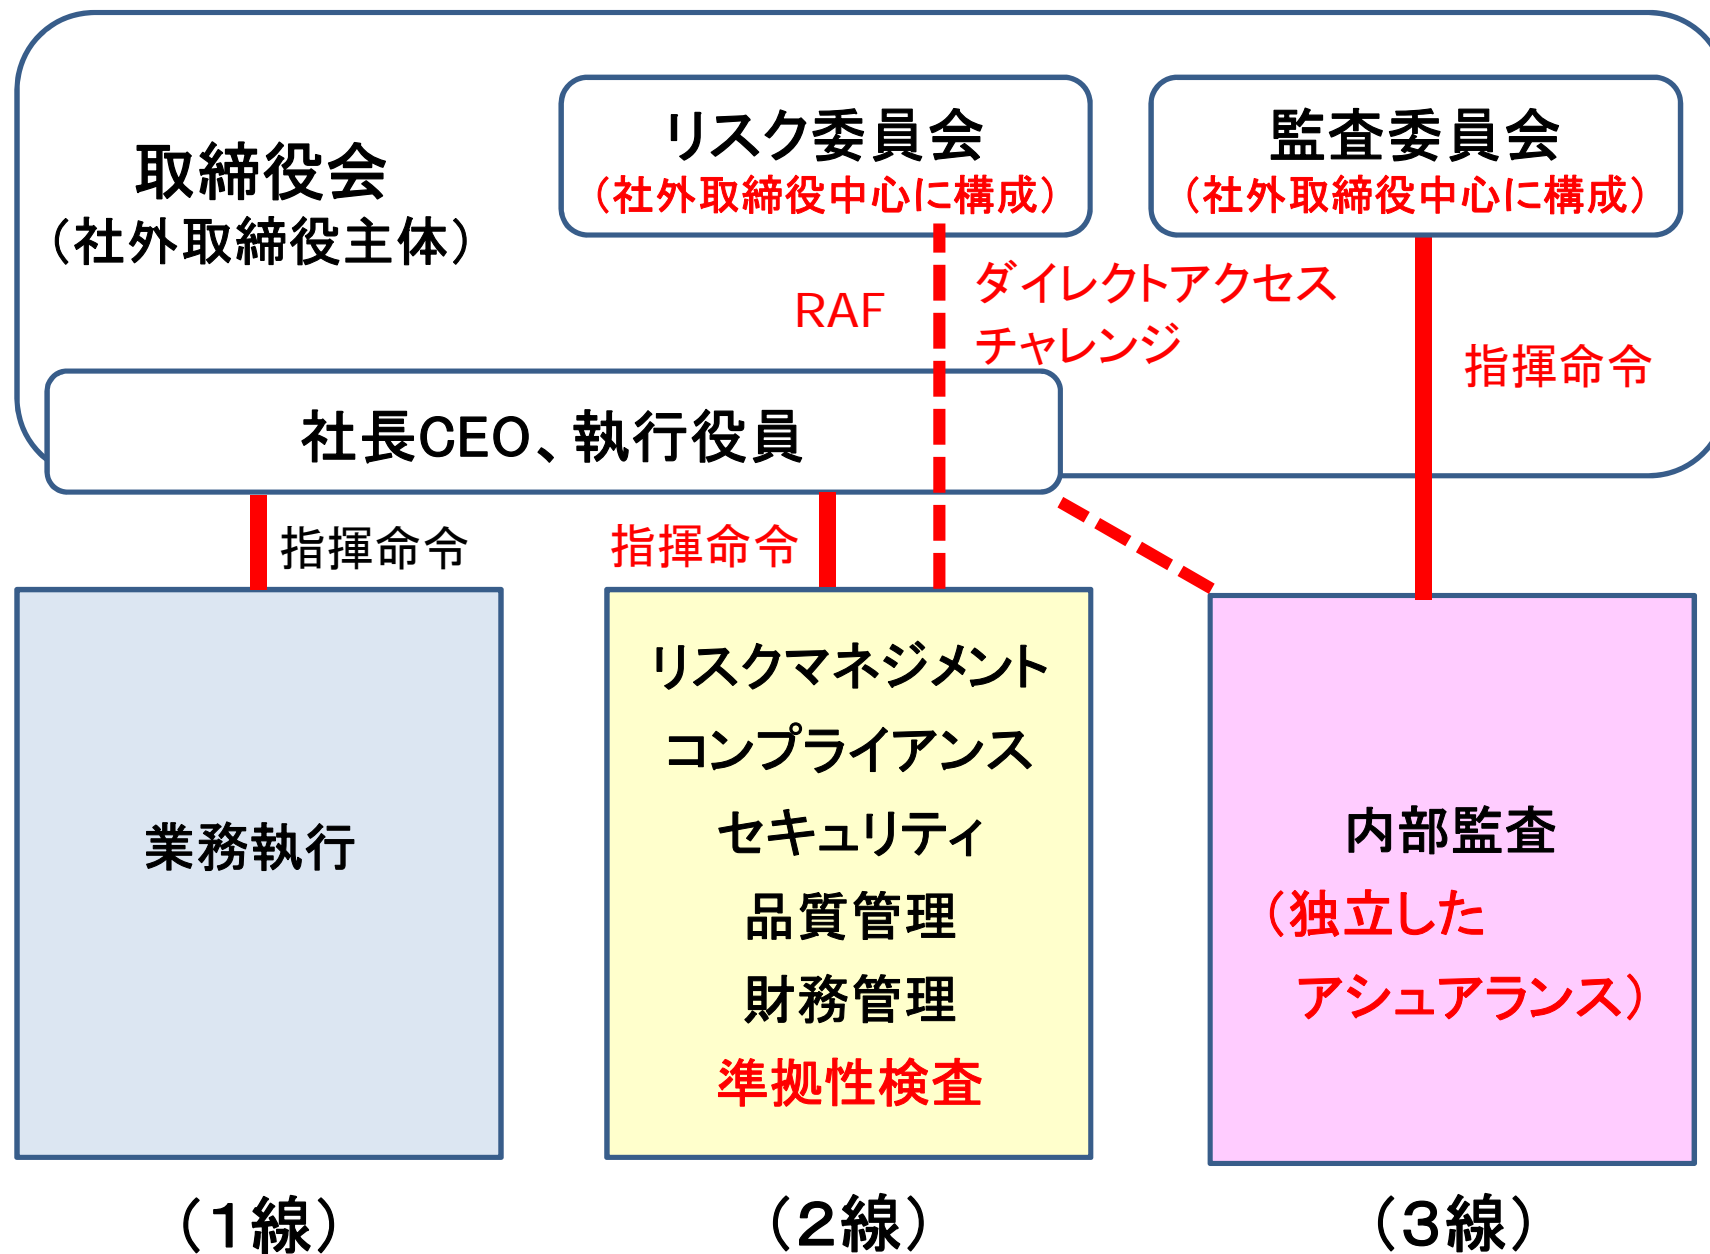 取締役会
（社外取締役主体）
リスク委員会
（社外取締役中心に構成）
監査委員会
（社外取締役中心に構成）
RAF
ダイレクトアクセス
チャレンジ
指揮命令
社長CEO、執行役員
指揮命令
指揮命令
業務執行
リスクマネジメント
コンプライアンス
セキュリティ
品質管理
財務管理
準拠性検査
内部監査
（独立した
アシュアランス）
（１線）
（２線）
（３線）